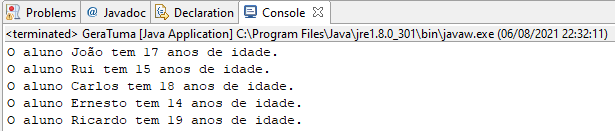 Problems @ Javadoc Declaration Console
<terminated> GeraTuma [Java Application] C:\Program Files\Java\jre1.8.0_301\bin\javaw.exe (06/08/2021 22:32:11)
O aluno João tem 17 anos de idade.
O aluno Rui tem 15 anos de idade.
O aluno Carlos tem 18 anos de idade.
O aluno Ernesto tem 14 anos de idade.
O aluno Ricardo tem 19 anos de idade.